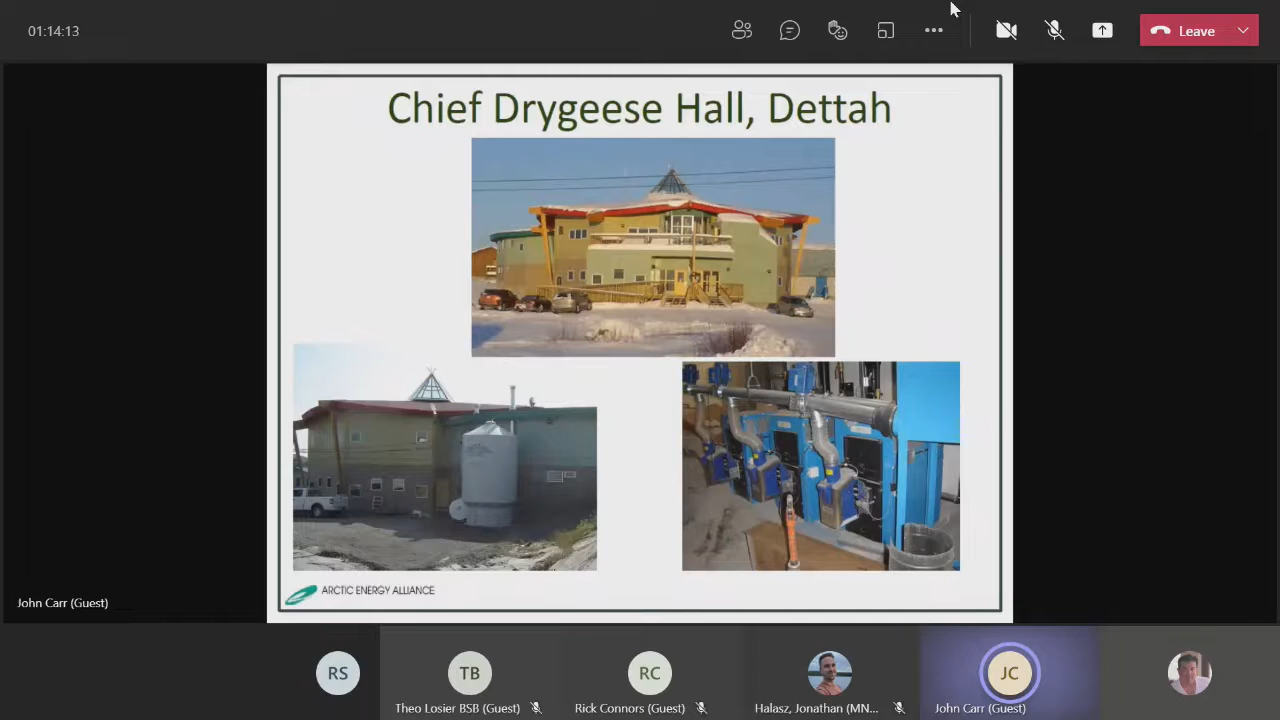 01:14:13
Leave
Chief Drygeese Hall, Dettah
ARCTIC ENERGY ALLIANCE
John Carr (Guest)
RS
TB
RC
JC
Theo Losier BSB (Guest)
Rick Connors (Guest)
Halasz, Jonathan (MN...
John Carr (Guest)